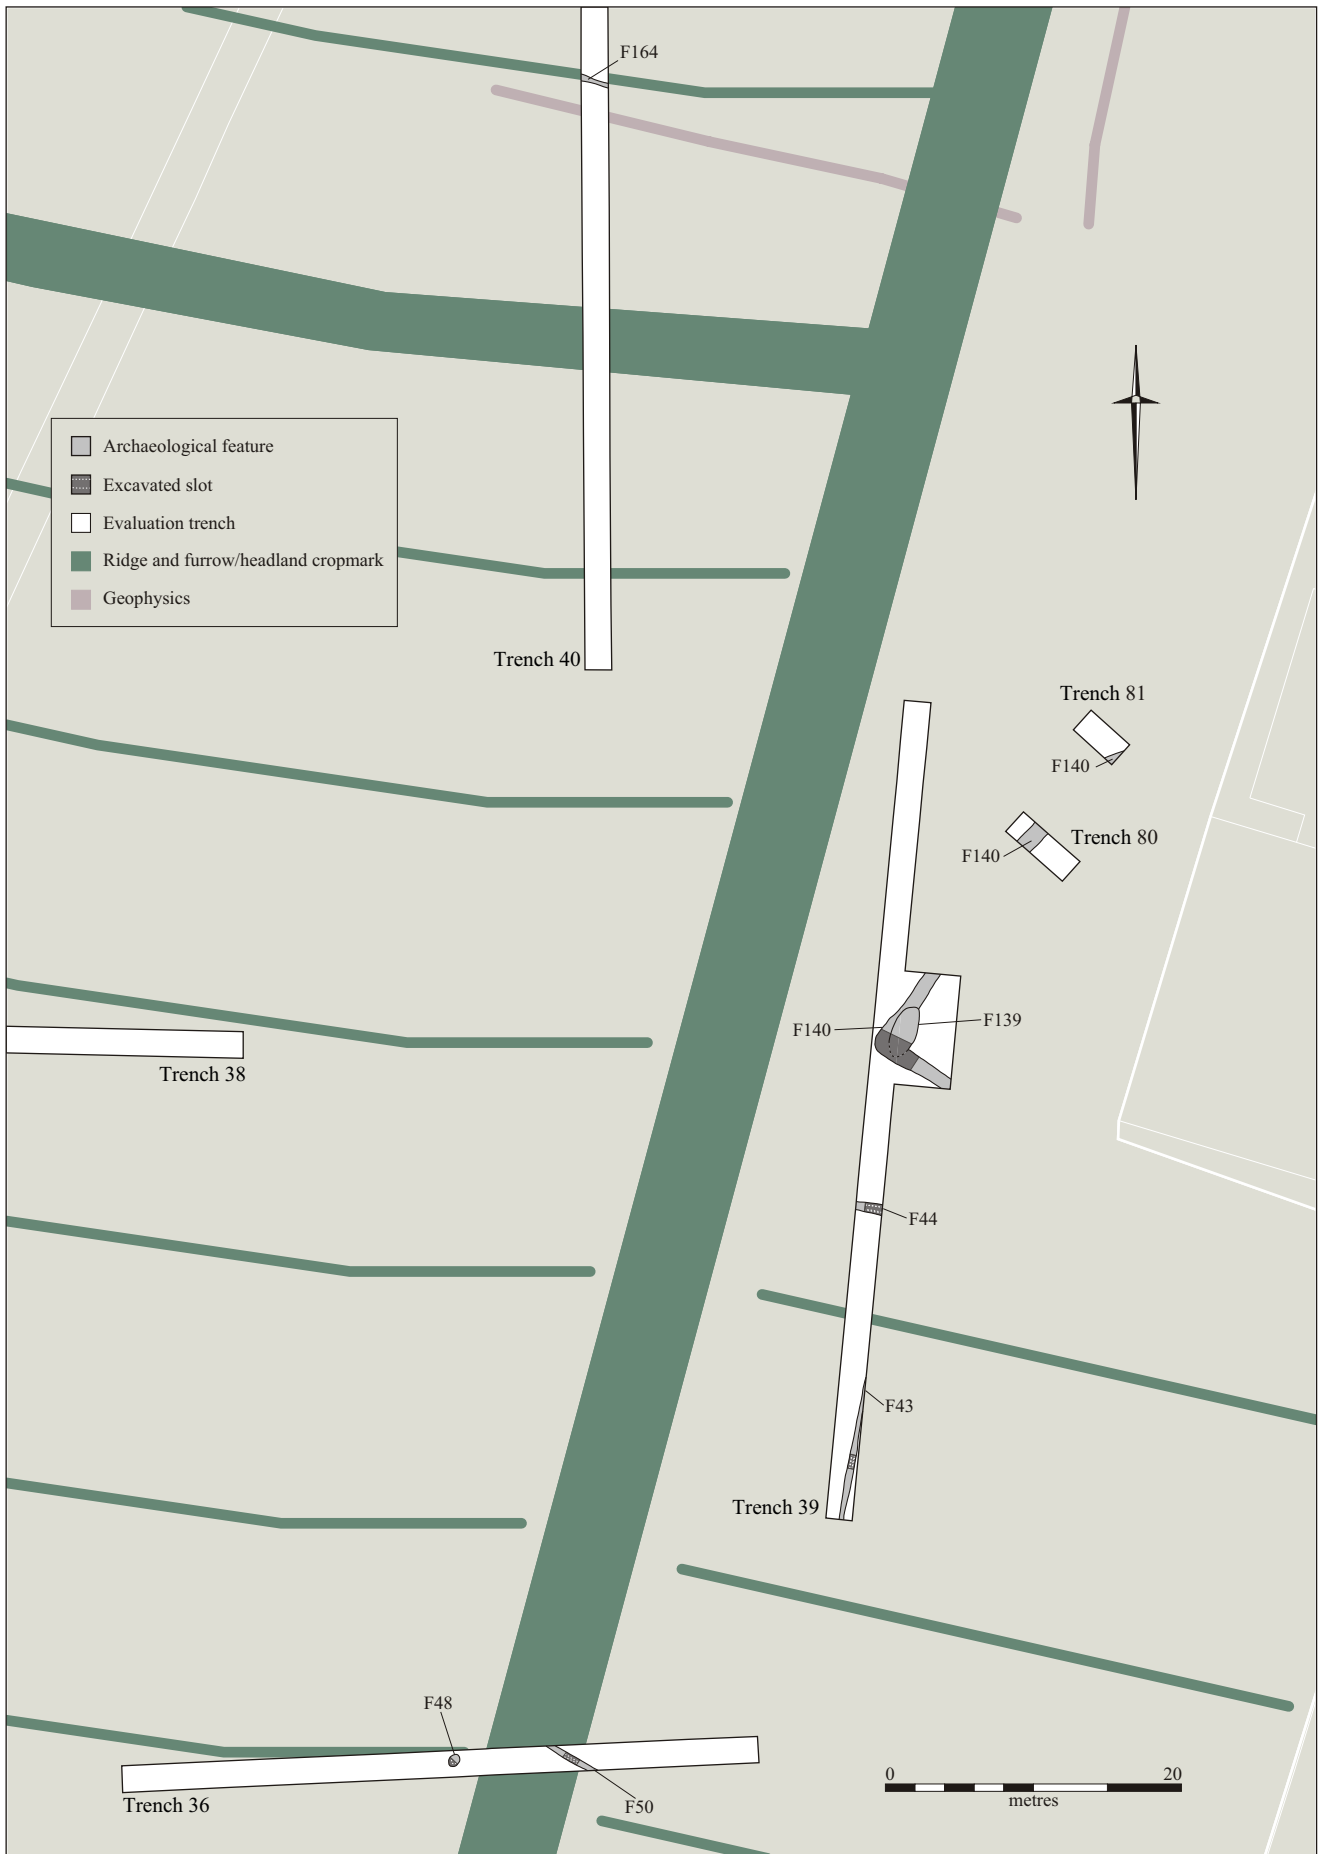 F164
Archaeological feature
Excavated slot
Evaluation trench
Ridge and furrow/headland cropmark
Geophysics
Trench 40
Trench 81
F140
Trench 80
F140
F139
F140
Trench 38
F44
F43
Trench 39
F48
F50
Trench 36
0 20
metres